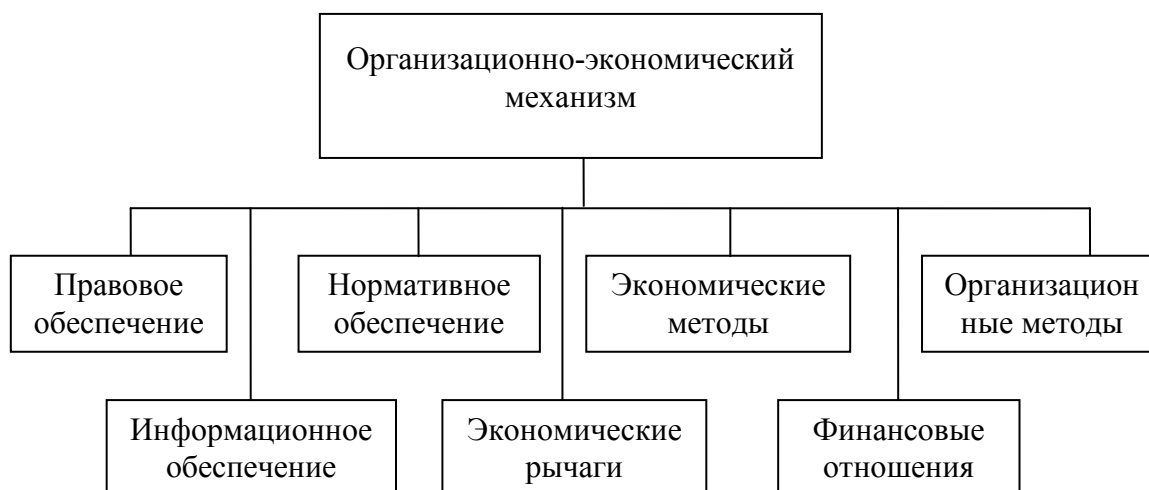 Организационно-экономический
механизм
Правовое
обеспечение
Нормативное
обеспечение
Экономические
методы
Организацион
ные методы
Информационное
обеспечение
Экономические
рычаги
Финансовые
отношения